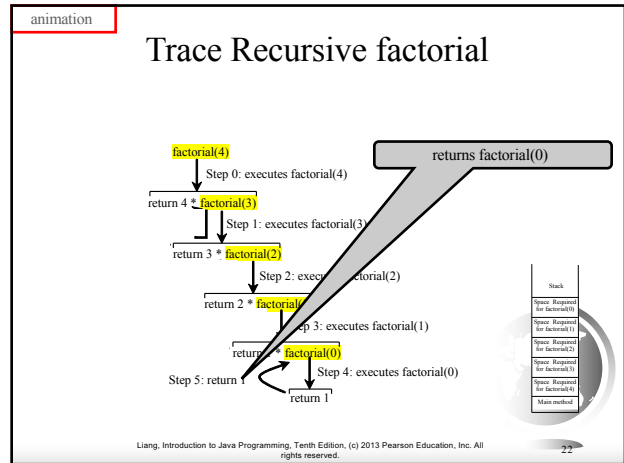 animation
Trace Recursive factorial
factorial(4)
returns factorial(0)
Step 0: executes factorial(4)
return 4 * factorial(3)
Step 1: executes factorial(3)
return 3 * factorial(2)
Step 2: factorial(2)
return 2 *
3: executes factorial(1)
* factorial(0)
Step 4: executes factorial(0)
Step 5: return 1
return 1
Stack
Space Required
for factorial(0)
Space Required
for factorial(1)
Space Required
for factorial(2)
Space Required
for factorial(3)
Space Required
for factorial(4)
Main method
Liang, Introduction to Java Programming, Tenth Edition, (c) 2013 Pearson Education, Inc. All
rights reserved.
22